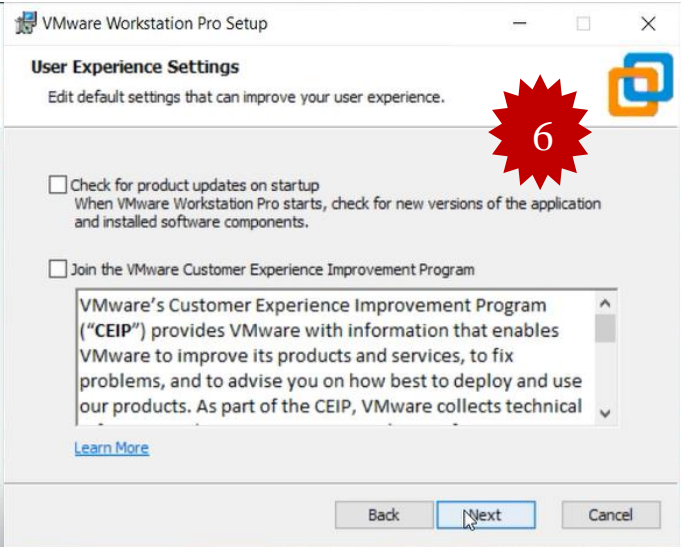 VMware Workstation Pro Setup
User Experience Settings
Edit default settings that can improve your user experience.
6
Check for product updates on startup
When VMware Workstation Pro starts, check for new versions of the application
and installed software components.
Join the VMware Customer Experience Improvement Program
VMware's Customer Experience Improvement Program
("CEIP") provides VMware with information that enables
VMware to improve its products and services, to fix
problems, and to advise you on how best to deploy and use
our products. As part of the CEIP, VMware collects technical
Learn More
Back
Next
Cancel